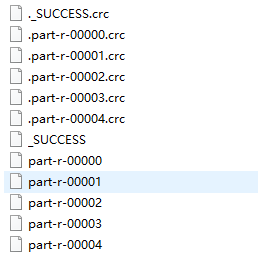 ._SUCCESS.crc
.part-r-00000.crc
.part-r-00001.crc
.part-r-00002.crc
.part-r-00003.crc
.part-r-00004.crc
_SUCCESS
part-r-00000
part-r-00001
part-r-00002
part-r-00003
part-r-00004